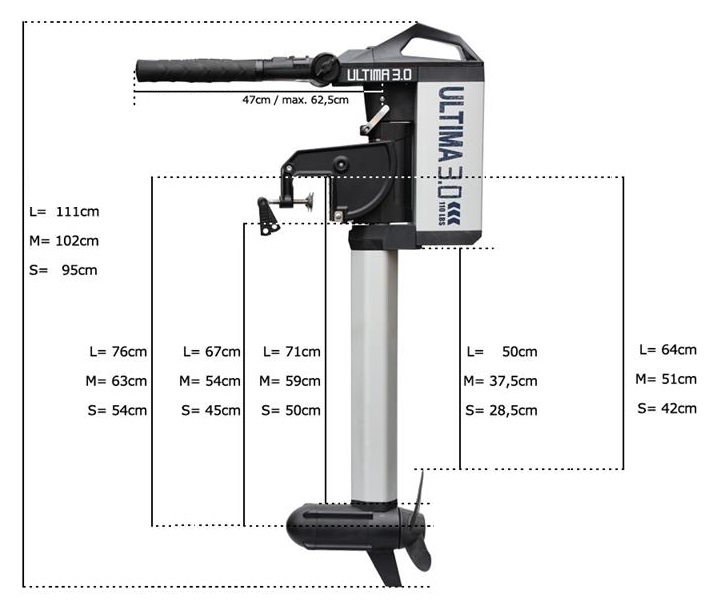 ULTIMA 3.0
47cm / max. 62,5cm
ULTIMA 3.0
110 LBS
L= 111cm
M= 102cm
S= 95cm
L= 76cm
M= 63cm
S= 54cm
L= 67cm
M= 54cm
S= 45cm
L= 71cm
M= 59cm
S= 50cm
L= 50cm
M= 37,5cm
S= 28,5cm
L= 64cm
M= 51cm
S= 42cm